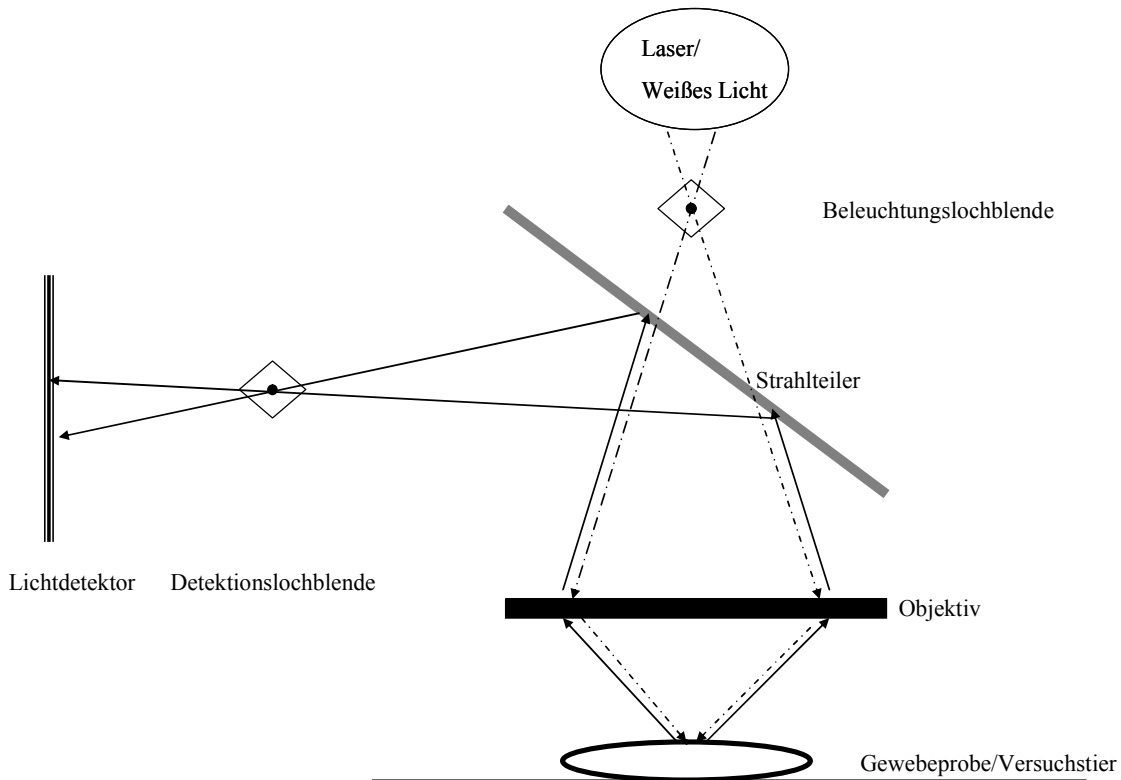 Laser/
Weißes Licht
Beleuchtungslochblende
Strahlteiler
Lichtdetektor
Detektionslochblende
Objektiv
Gewebeprobe/Versuchstier